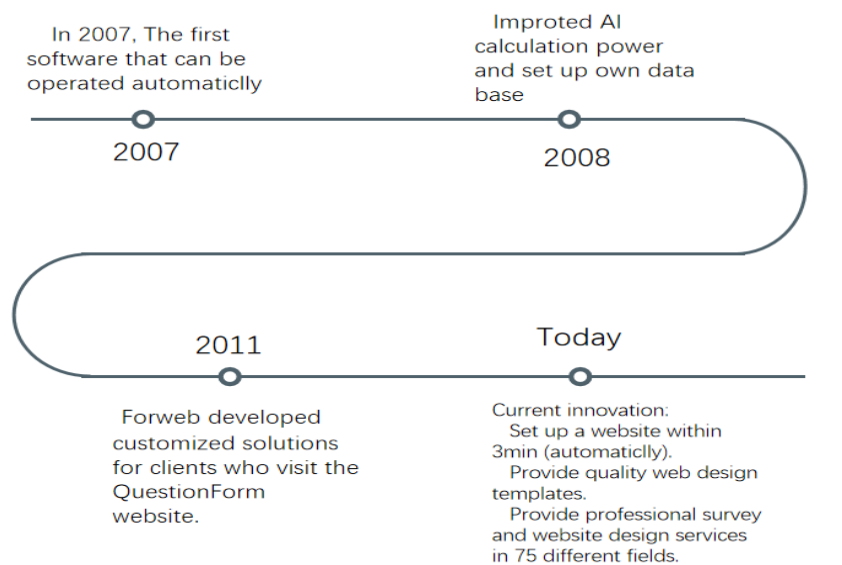 In 2007, The first
software that can be
operated automaticlly
2007
Improted AI
calculation power
and set up own data
base
2008
2011
Forweb developed
customized solutions
for clients who visit the
QuestionForm
website.
Today
Current innovation:
Set up a website within
3min (automaticlly).
Provide quality web design
templates.
Provide professional survey
and website design services
in 75 different fields.